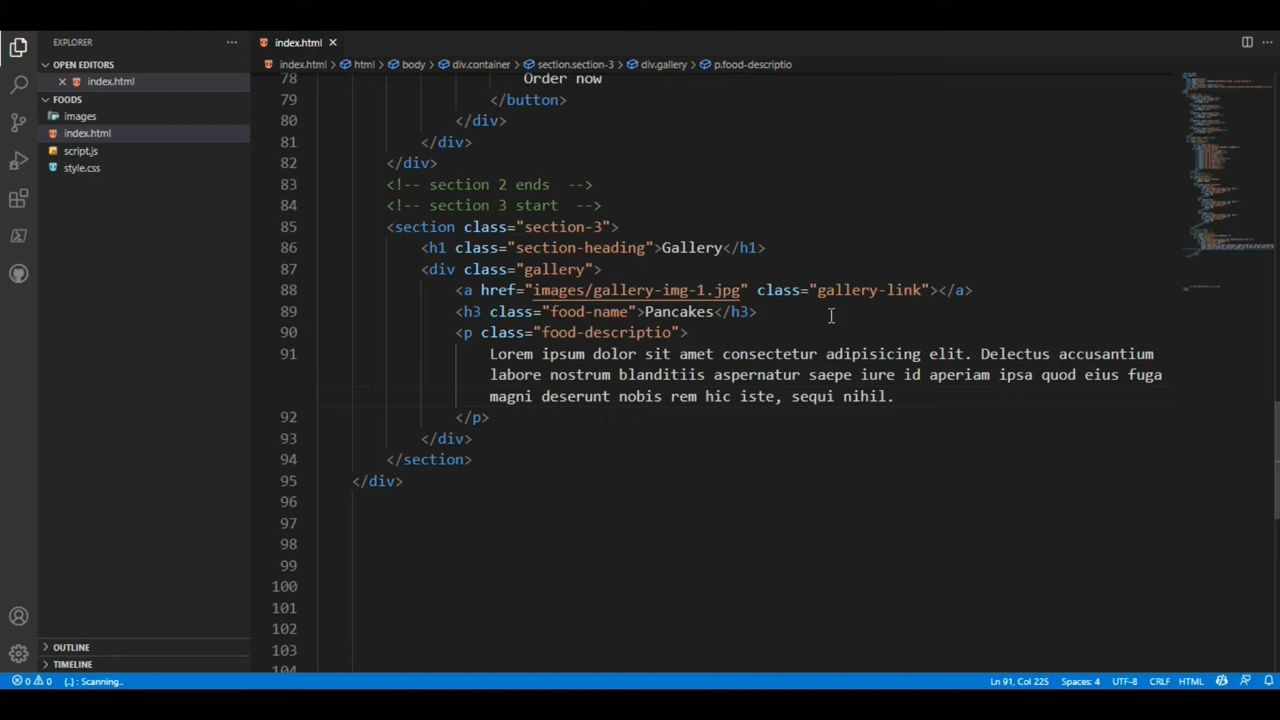 EXPLORER
index.html
OPEN EDITORS
index.html
FOODS
images
index.html
script.js
style.css
OUTLINE
TIMELINE
index.html > html > body > div.container > section.section-3 > div.gallery > p.food-descriptio
78 Order now
79 </button>
80 </div>
81 </div>
82 </div>
83 <!-- section 2 ends  -->
84 <!-- section 3 start  -->
85 <section class="section-3">
86 <h1 class="section-heading">Gallery</h1>
87 <div class="gallery">
88 <a href="images/gallery-img-1.jpg" class="gallery-link"></a>
89 <h3 class="food-name">Pancakes</h3>
90 <p class="food-descriptio">
91 Lorem ipsum dolor sit amet consectetur adipisicing elit. Delectus accusantium
labore nostrum blanditiis aspernatur saepe iure id aperiam ipsa quod eius fuga
magni deserunt nobis rem hic iste, sequi nihil.
92 </p>
93 </div>
94 </section>
95 </div>
96
97
98
99
100
101
102
103
104
0 0 {..} : Scanning.. Ln 91, Col 225 Spaces: 4 UTF-8 CRLF HTML